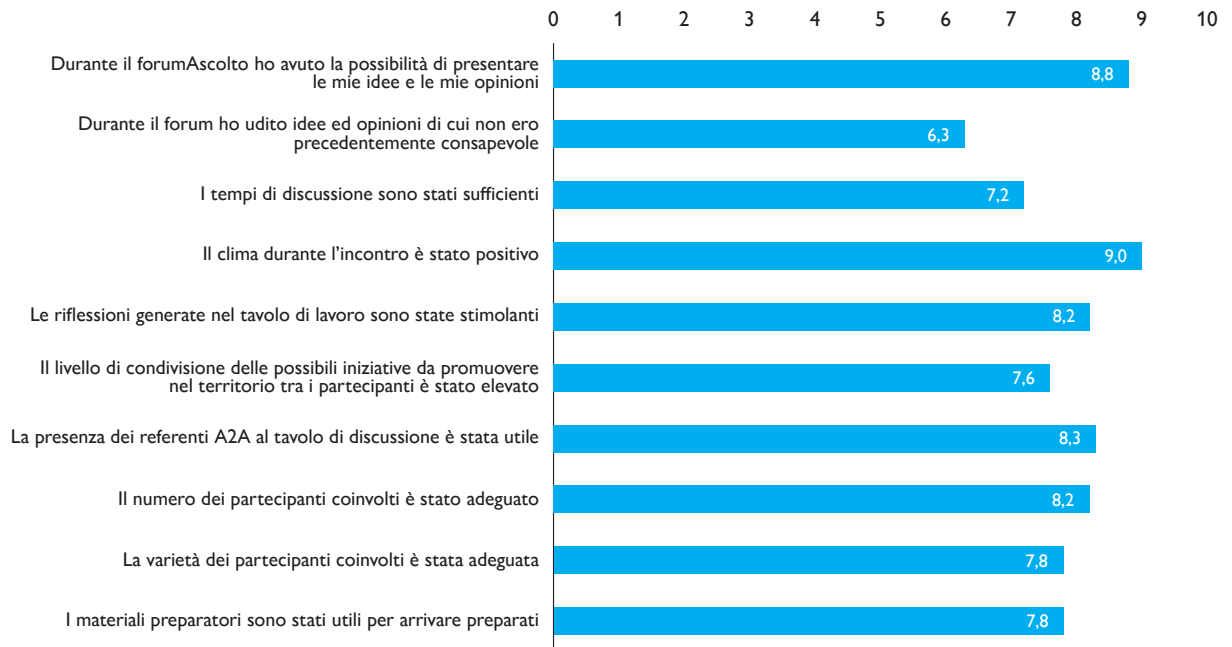 0 1 2 3 4 5 6 7 8 9 10
Durante il forumAscolto ho avuto la possibilità di presentare
le mie idee e le mie opinioni
8,8
Durante il forum ho udito idee ed opinioni di cui non ero
precedentemente consapevole
6,3
I tempi di discussione sono stati sufficienti
7,2
Il clima durante l’incontro è stato positivo
9,0
Le riflessioni generate nel tavolo di lavoro sono state stimolanti
8,2
Il livello di condivisione delle possibili iniziative da promuovere
nel territorio tra i partecipanti è stato elevato
7,6
La presenza dei referenti A2A al tavolo di discussione è stata utile
8,3
Il numero dei partecipanti coinvolti è stato adeguato
8,2
La varietà dei partecipanti coinvolti è stata adeguata
7,8
I materiali preparatori sono stati utili per arrivare preparati
7,8